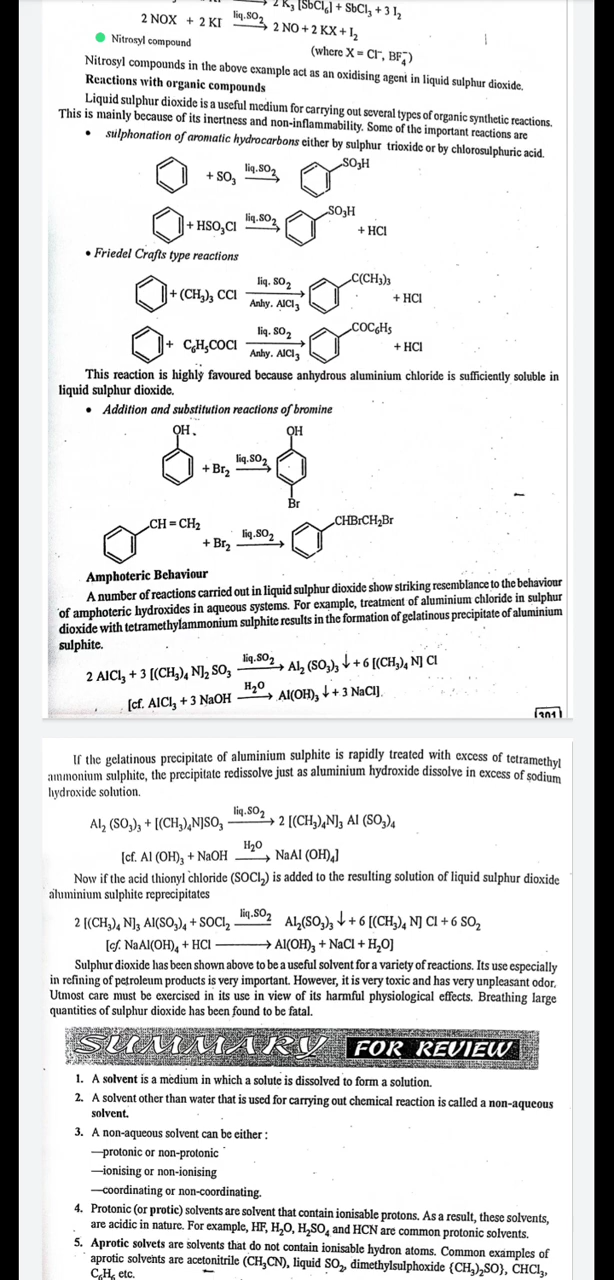 2 K₃ [SbCl₆] + SbCl₃ + 3 I₂
2 NOX + 2 KI liq.SO₂ → 2 NO + 2 KX + I₂
Nitrosyl compound
(where X = Cl⁻, BF₄⁻)
Nitrosyl compounds in the above example act as an oxidising agent in liquid sulphur dioxide.
Reactions with organic compounds
Liquid sulphur dioxide is a useful medium for carrying out several types of organic synthetic reactions.
This is mainly because of its inertness and non-inflammability. Some of the important reactions are
• sulphonation of aromatic hydrocarbons either by sulphur trioxide or by chlorosulphuric acid.
+ SO₃ liq.SO₂ → SO₃H
+ HSO₃Cl liq.SO₂ → SO₃H + HCl
• Friedel Crafts type reactions
+ (CH₃)₃ CCl liq. SO₂ Anhy. AlCl₃ → C(CH₃)₃ + HCl
+ C₆H₅COCl liq. SO₂ Anhy. AlCl₃ → COC₆H₅ + HCl
This reaction is highly favoured because anhydrous aluminium chloride is sufficiently soluble in
liquid sulphur dioxide.
• Addition and substitution reactions of bromine
OH. OH
+ Br₂ liq.SO₂ →
Br
CH = CH₂ + Br₂ liq.SO₂ → CHBrCH₂Br
Amphoteric Behaviour
A number of reactions carried out in liquid sulphur dioxide show striking resemblance to the behaviour
of amphoteric hydroxides in aqueous systems. For example, treatment of aluminium chloride in sulphur
dioxide with tetramethylammonium sulphite results in the formation of gelatinous precipitate of aluminium
sulphite.
2 AlCl₃ + 3 [(CH₃)₄ N]₂ SO₃ liq.SO₂ → Al₂ (SO₃)₃ ↓ + 6 [(CH₃)₄ N] Cl
[cf. AlCl₃ + 3 NaOH H₂O → Al(OH)₃ ↓ + 3 NaCl].
301
If the gelatinous precipitate of aluminium sulphite is rapidly treated with excess of tetramethyl
ammonium sulphite, the precipitate redissolve just as aluminium hydroxide dissolve in excess of sodium
hydroxide solution.
Al₂ (SO₃)₃ + [(CH₃)₄N]SO₃ liq.SO₂ → 2 [(CH₃)₄N]₃ Al (SO₃)₄
[cf. Al (OH)₃ + NaOH H₂O → NaAl (OH)₄]
Now if the acid thionyl chloride (SOCl₂) is added to the resulting solution of liquid sulphur dioxide
aluminium sulphite reprecipitates
2 [(CH₃)₄ N]₃ Al(SO₃)₄ + SOCl₂ liq.SO₂ Al₂(SO₃)₃ ↓ + 6 [(CH₃)₄ N] Cl + 6 SO₂
[cf. NaAl(OH)₄ + HCl → Al(OH)₃ + NaCl + H₂O]
Sulphur dioxide has been shown above to be a useful solvent for a variety of reactions. Its use especially
in refining of petroleum products is very important. However, it is very toxic and has very unpleasant odor.
Utmost care must be exercised in its use in view of its harmful physiological effects. Breathing large
quantities of sulphur dioxide has been found to be fatal.
SUMMARY FOR REVIEW
1. A solvent is a medium in which a solute is dissolved to form a solution.
2. A solvent other than water that is used for carrying out chemical reaction is called a non-aqueous
solvent.
3. A non-aqueous solvent can be either :
—protonic or non-protonic
—ionising or non-ionising
—coordinating or non-coordinating.
4. Protonic (or protic) solvents are solvent that contain ionisable protons. As a result, these solvents,
are acidic in nature. For example, HF, H₂O, H₂SO₄ and HCN are common protonic solvents.
5. Aprotic solvets are solvents that do not contain ionisable hydron atoms. Common examples of
aprotic solvents are acetonitrile (CH₃CN), liquid SO₂, dimethylsulphoxide {CH₃)₂SO}, CHCl₃,
C₆H₆ etc.